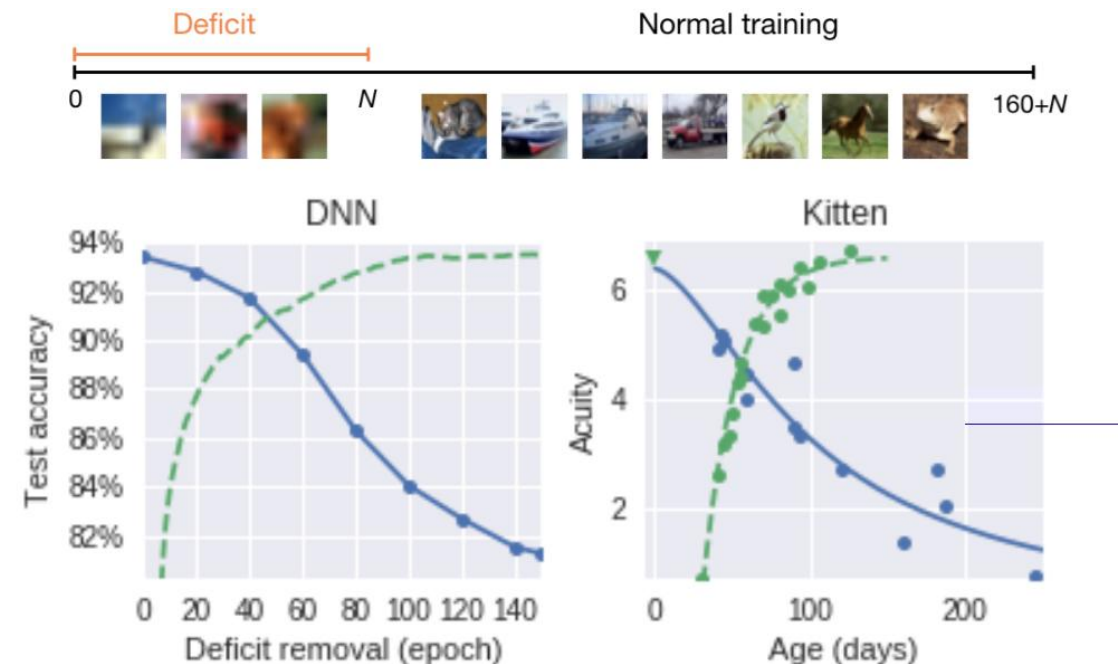 Deficit
Normal training
0
N
160+N
DNN
Kitten
94%
92%
90%
88%
86%
84%
82%
Test accuracy
0 20 40 60 80 100 120 140
Deficit removal (epoch)
6
4
2
Acuity
0 100 200
Age (days)